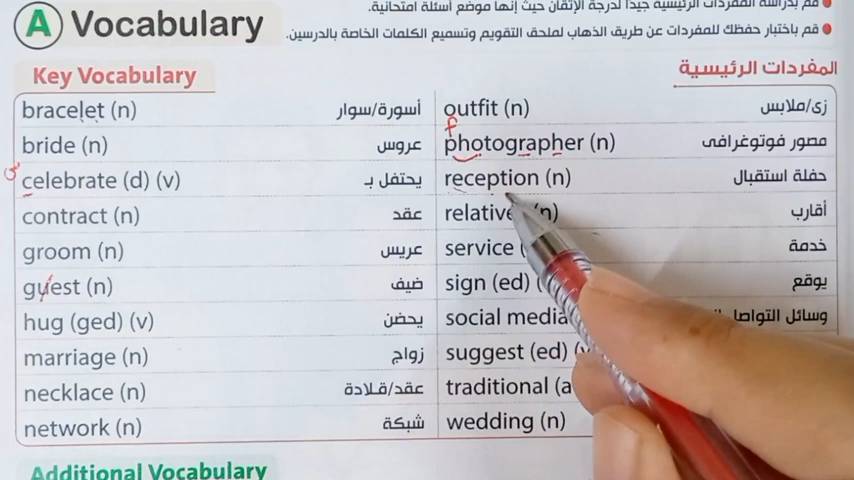 قم بدراسة المفردات الرئيسية جيدًا لدرجة الإتقان حيث إنها موضع أسئلة امتحانية.
A Vocabulary
قم باختبار حفظك للمفردات عن طريق الذهاب لملحق التقويم وتسميع الكلمات الخاصة بالدرسين.
Key Vocabulary المفردات الرئيسية
bracelet (n) أسورة/سوار outfit (n) زى/ملابس
f
bride (n) عروس photographer (n) مصور فوتوغرافى
celebrate (d) (v) يحتفل بـ reception (n) حفلة استقبال
contract (n) عقد relative (n) أقارب
groom (n) عريس service خدمة
guest (n) ضيف sign (ed) يوقع
hug (ged) (v) يحضن social media وسائل التواصل
marriage (n) زواج suggest (ed)
necklace (n) عقد/قلادة traditional
network (n) شبكة wedding (n)
Additional Vocabulary